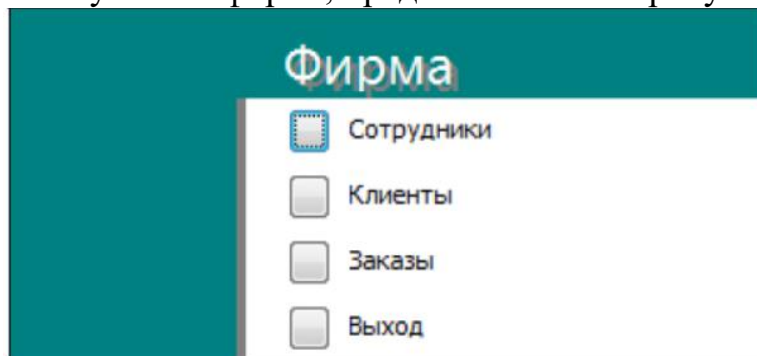 Фирма
Сотрудники
Клиенты
Заказы
Выход